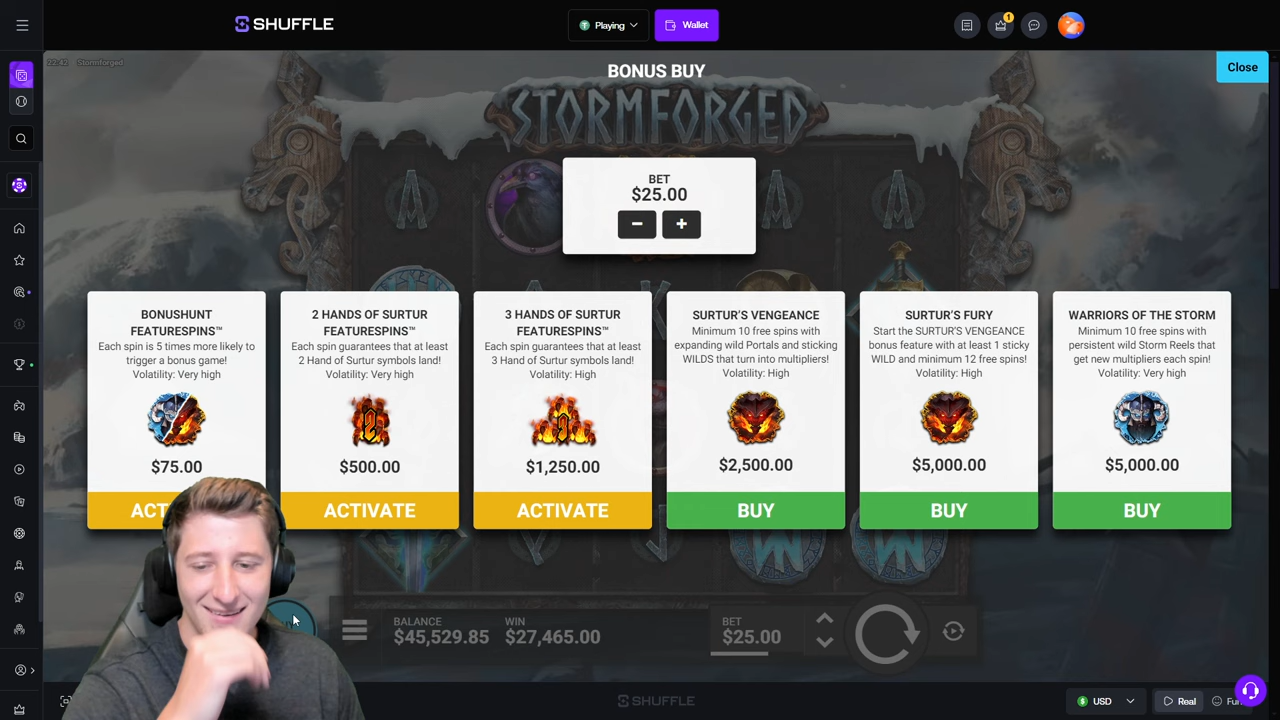 SHUFFLE
Playing
Wallet
1
22:42 Stormforged
BONUS BUY
Close
STORMFORGED
BET
$25.00
BONUSHUNT
FEATURESPINS™
Each spin is 5 times more likely to
trigger a bonus game!
Volatility: Very high
$75.00
ACT
2 HANDS OF SURTUR
FEATURESPINS™
Each spin guarantees that at least
2 Hand of Surtur symbols land!
Volatility: Very high
2
$500.00
ACTIVATE
3 HANDS OF SURTUR
FEATURESPINS™
Each spin guarantees that at least
3 Hand of Surtur symbols land!
Volatility: High
3
$1,250.00
ACTIVATE
SURTUR'S VENGEANCE
Minimum 10 free spins with
expanding wild Portals and sticking
WILDS that turn into multipliers!
Volatility: High
$2,500.00
BUY
SURTUR'S FURY
Start the SURTUR'S VENGEANCE
bonus feature with at least 1 sticky
WILD and minimum 12 free spins!
Volatility: High
$5,000.00
BUY
WARRIORS OF THE STORM
Minimum 10 free spins with
persistent wild Storm Reels that
get new multipliers each spin!
Volatility: Very high
$5,000.00
BUY
BALANCE
$45,529.85
WIN
$27,465.00
BET
$25.00
SHUFFLE
USD
Real
Fun